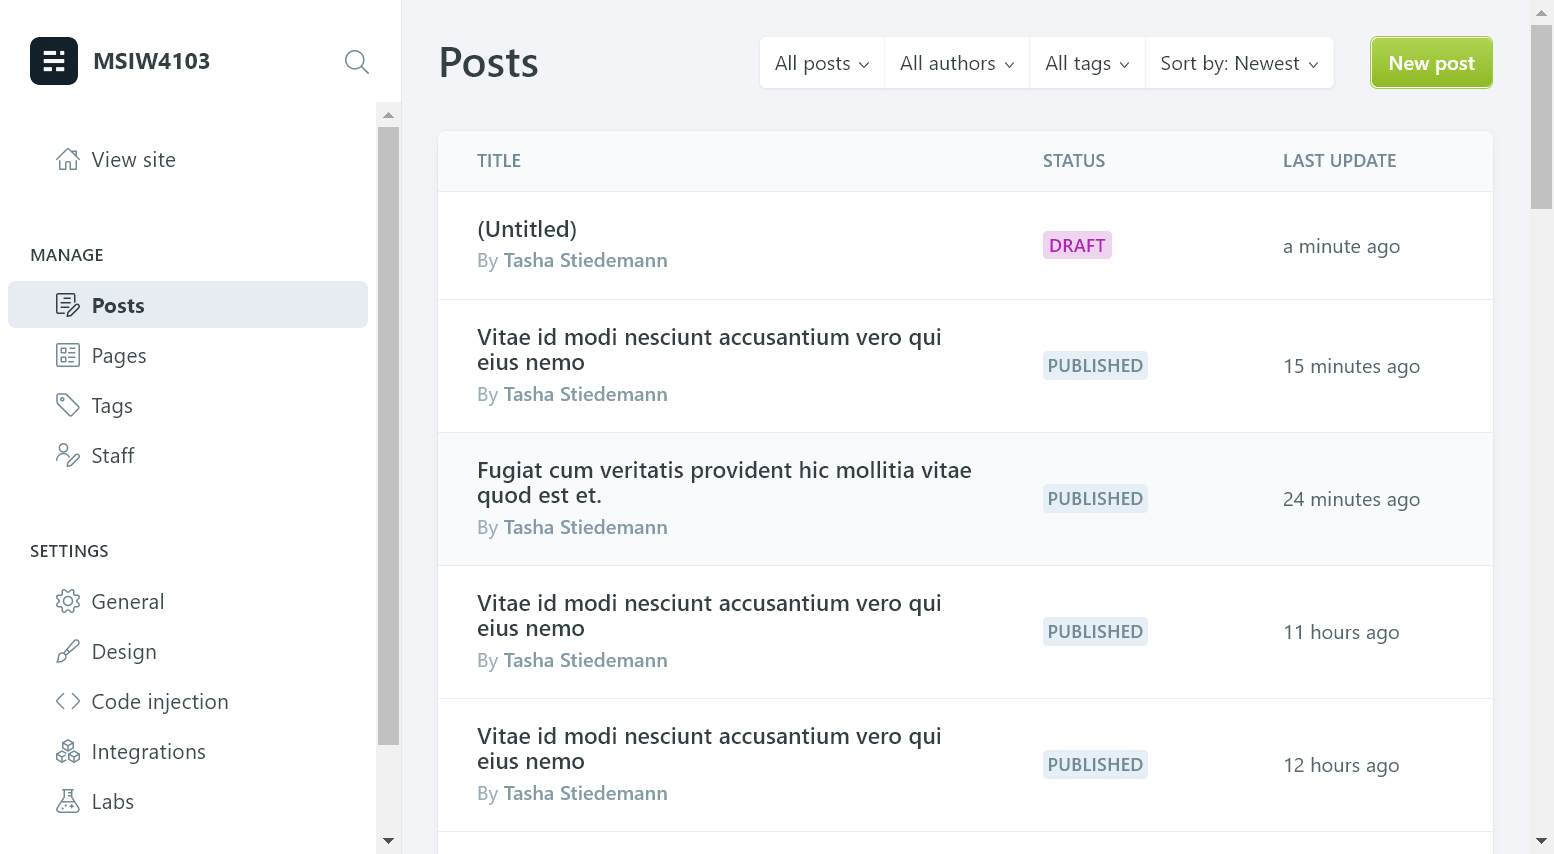 MSIW4103
View site
MANAGE
Posts
Pages
Tags
Staff
SETTINGS
General
Design
Code injection
Integrations
Labs
Posts
All posts
All authors
All tags
Sort by: Newest
New post
TITLE
STATUS
LAST UPDATE
(Untitled)
By Tasha Stiedemann
DRAFT
a minute ago
Vitae id modi nesciunt accusantium vero qui
eius nemo
By Tasha Stiedemann
PUBLISHED
15 minutes ago
Fugiat cum veritatis provident hic mollitia vitae
quod est et.
By Tasha Stiedemann
PUBLISHED
24 minutes ago
Vitae id modi nesciunt accusantium vero qui
eius nemo
By Tasha Stiedemann
PUBLISHED
11 hours ago
Vitae id modi nesciunt accusantium vero qui
eius nemo
By Tasha Stiedemann
PUBLISHED
12 hours ago